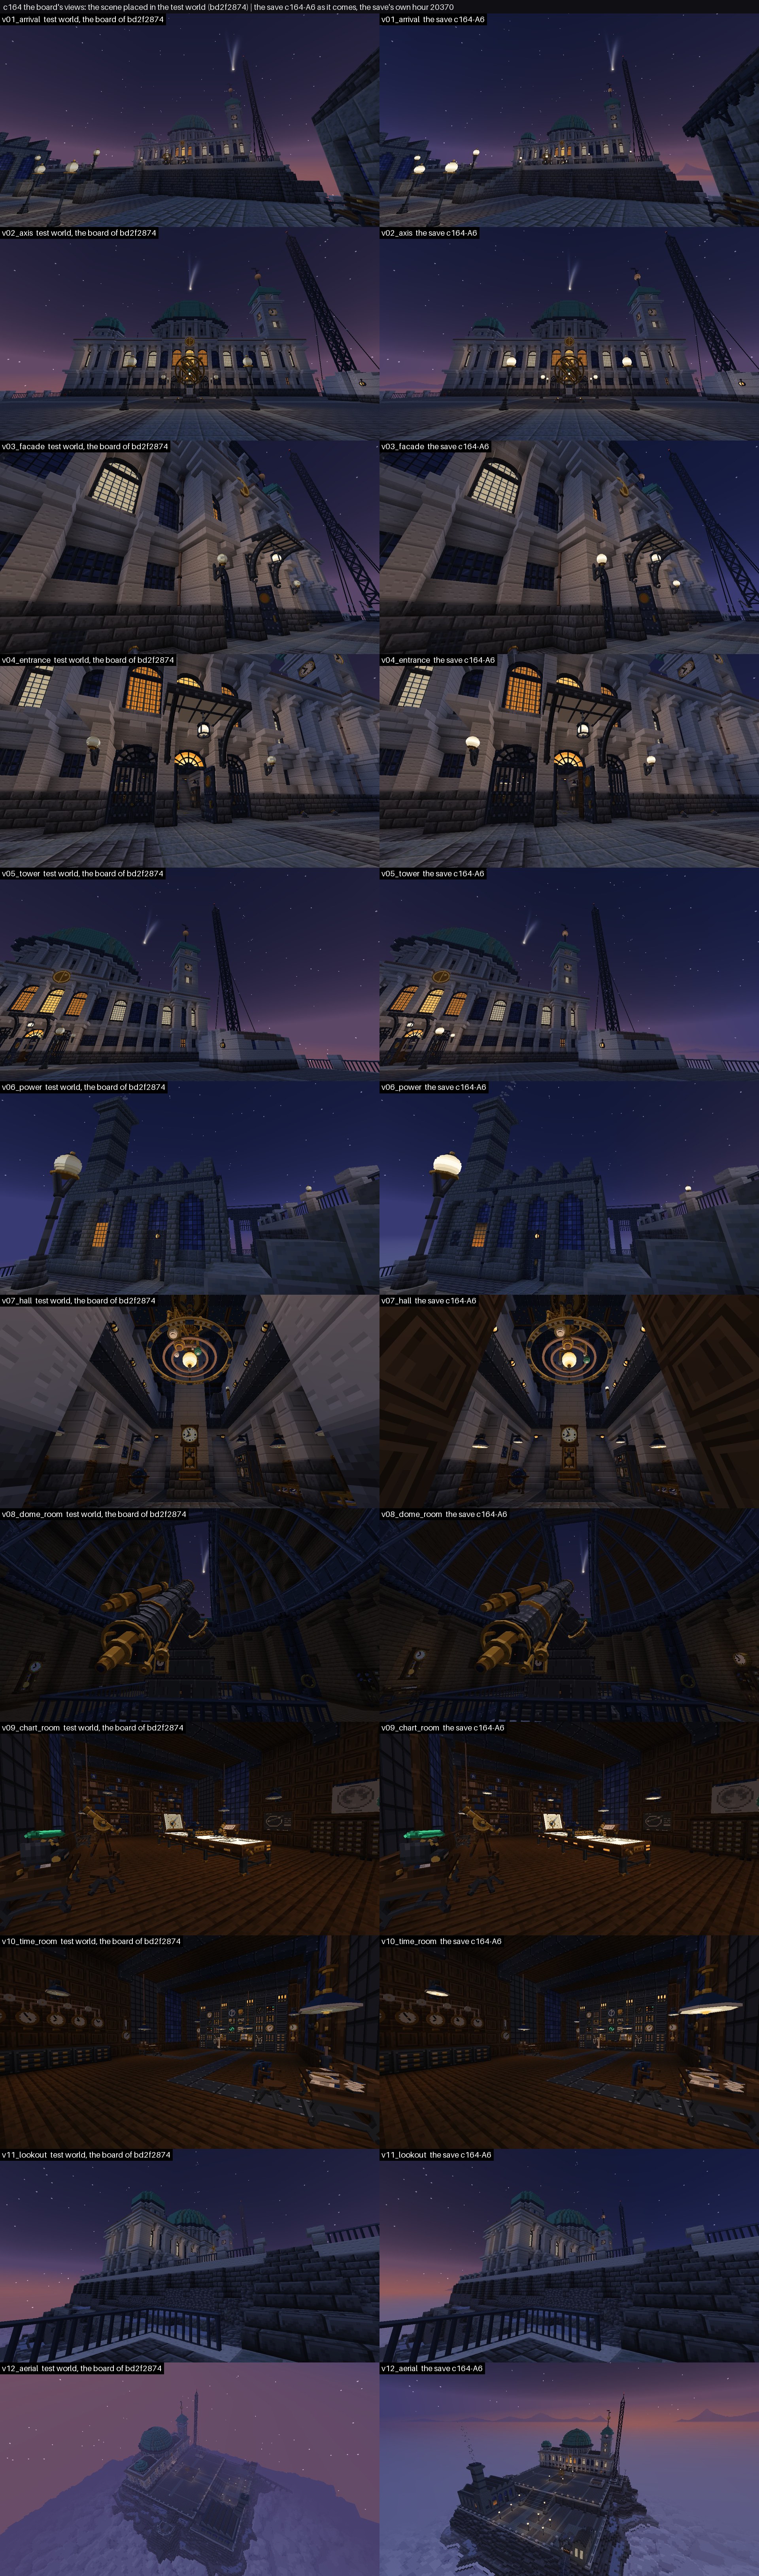 c164 the board's views: the scene placed in the test world (bd2f2874) | the save c164-A6 as it comes, the save's own hour 20370
v01_arrival test world, the board of bd2f2874
v01_arrival the save c164-A6
v02_axis test world, the board of bd2f2874
v02_axis the save c164-A6
v03_facade test world, the board of bd2f2874
v03_facade the save c164-A6
v04_entrance test world, the board of bd2f2874
v04_entrance the save c164-A6
v05_tower test world, the board of bd2f2874
v05_tower the save c164-A6
v06_power test world, the board of bd2f2874
v06_power the save c164-A6
v07_hall test world, the board of bd2f2874
v07_hall the save c164-A6
v08_dome_room test world, the board of bd2f2874
v08_dome_room the save c164-A6
v09_chart_room test world, the board of bd2f2874
v09_chart_room the save c164-A6
v10_time_room test world, the board of bd2f2874
v10_time_room the save c164-A6
v11_lookout test world, the board of bd2f2874
v11_lookout the save c164-A6
v12_aerial test world, the board of bd2f2874
v12_aerial the save c164-A6